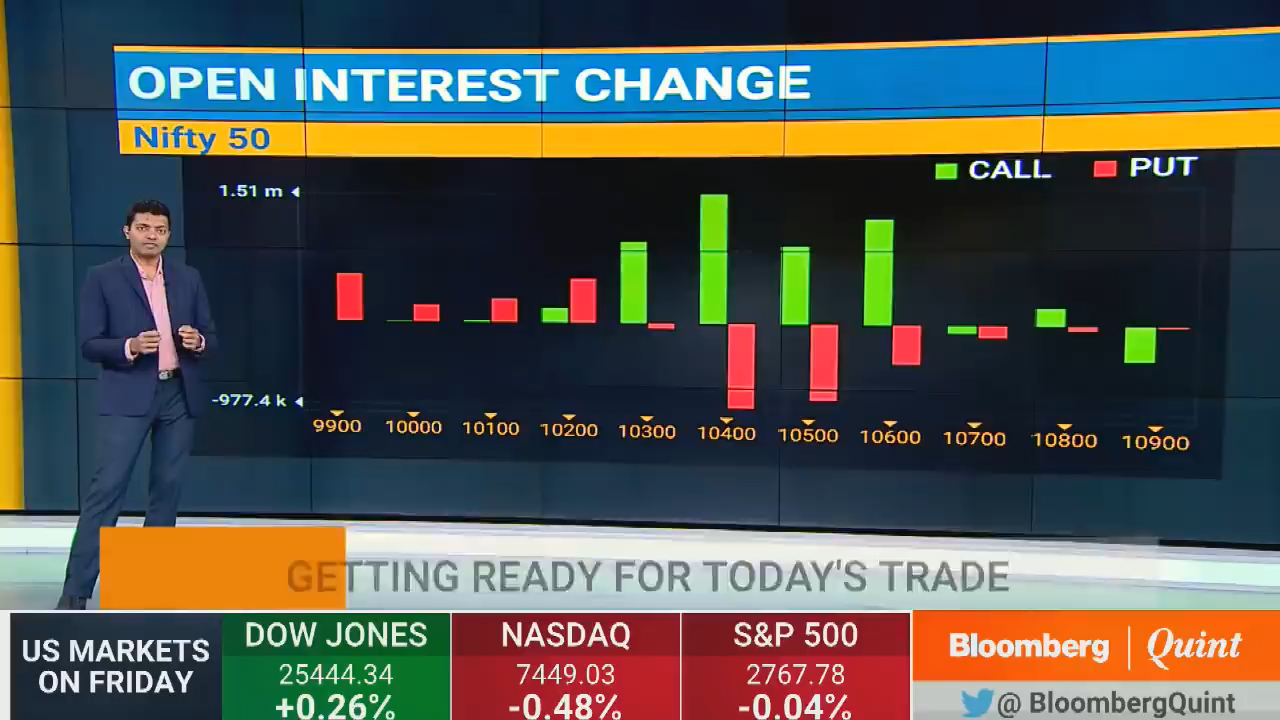 OPEN INTEREST CHANGE
Nifty 50
CALL PUT
1.51 m
-977.4 k
9900 10000 10100 10200 10300 10400 10500 10600 10700 10800 10900
GETTING READY FOR TODAY'S TRADE
US MARKETS
ON FRIDAY
DOW JONES
25444.34
+0.26%
NASDAQ
7449.03
-0.48%
S&P 500
2767.78
-0.04%
Bloomberg | Quint
@ BloombergQuint